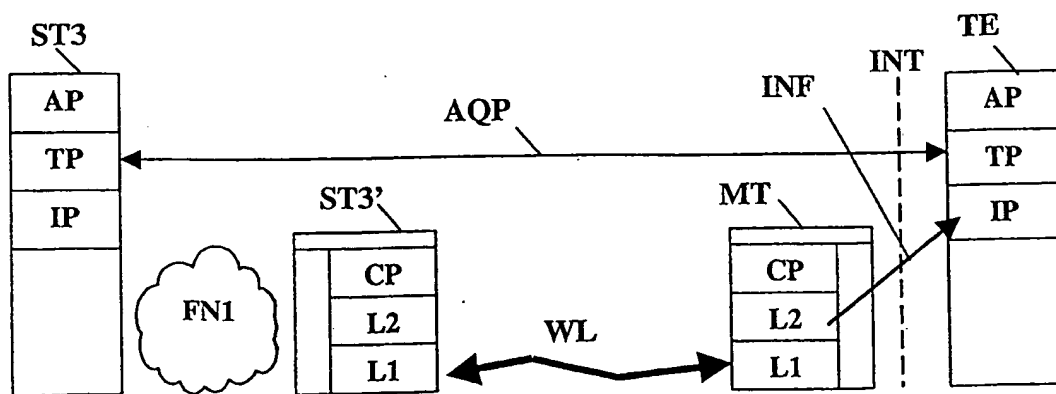 ST3
TE
INT
INF
AP
AP
AQP
TP
TP
ST3'
MT
IP
IP
CP
CP
FN1
L2
L2
WL
L1
L1